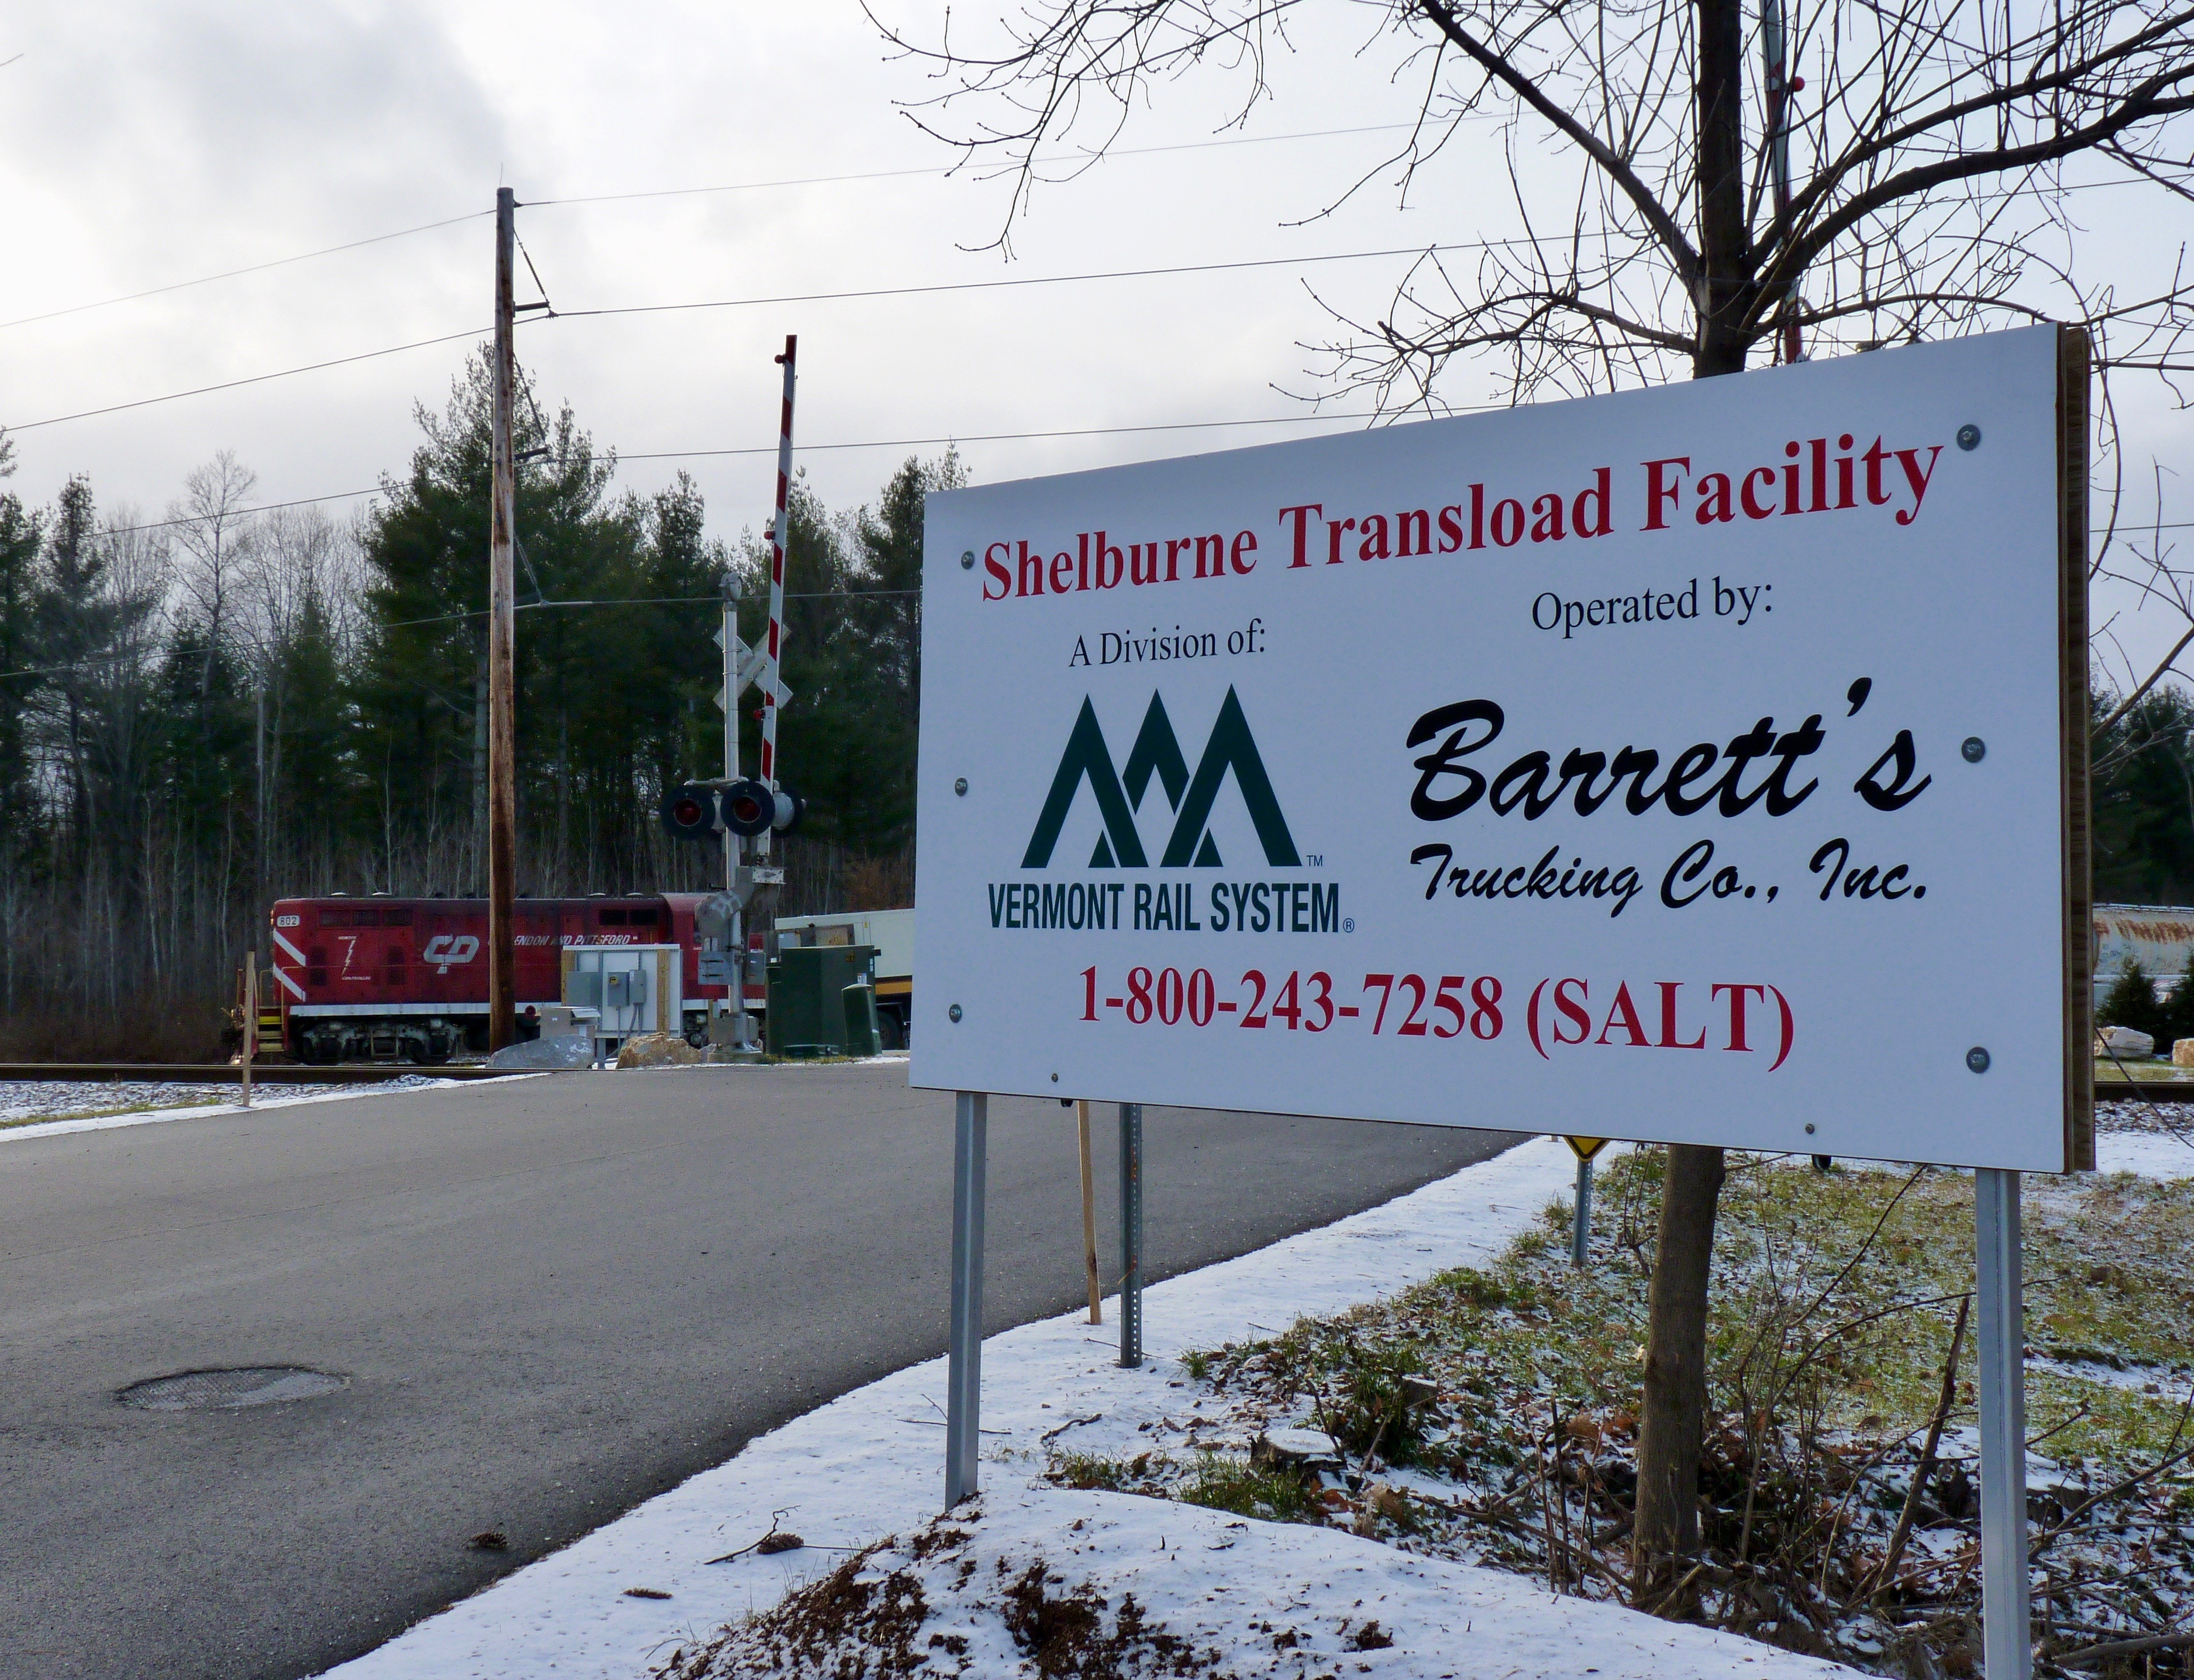 Shelburne Transload Facility
A Division of:
Operated by:
VERMONT RAIL SYSTEM®
™
Barrett's
Trucking Co., Inc.
1-800-243-7258 (SALT)
802
CP
AND PITTSFORD